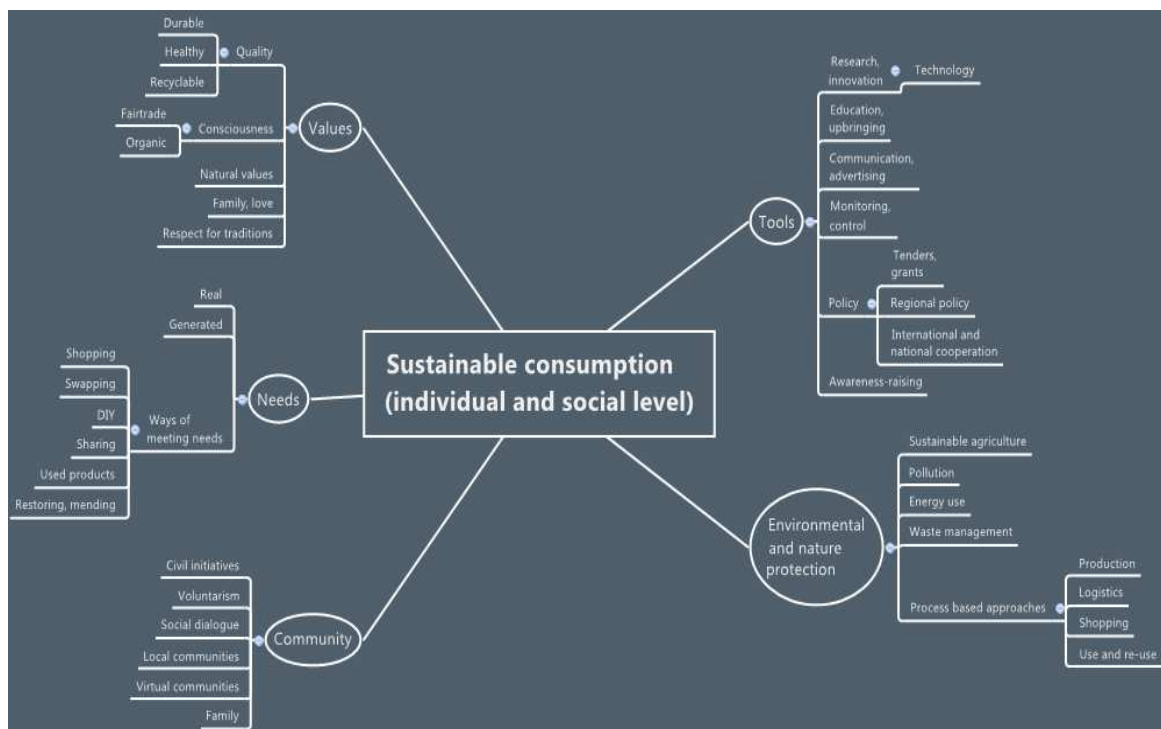 Durable
Healthy
Quality
Recyclable
Fairtrade
Consciousness
Organic
Values
Natural values
Family, love
Respect for traditions
Real
Generated
Needs
Shopping
Swapping
DIY
Ways of
meeting needs
Sharing
Used products
Restoring, mending
Civil initiatives
Voluntarism
Social dialogue
Community
Local communities
Virtual communities
Family
Sustainable consumption
(individual and social level)
Research,
innovation
Technology
Education,
upbringing
Communication,
advertising
Tools
Monitoring,
control
Tenders,
grants
Policy
Regional policy
International and
national cooperation
Awareness-raising
Sustainable agriculture
Pollution
Energy use
Environmental
and nature
protection
Waste management
Process based approaches
Production
Logistics
Shopping
Use and re-use